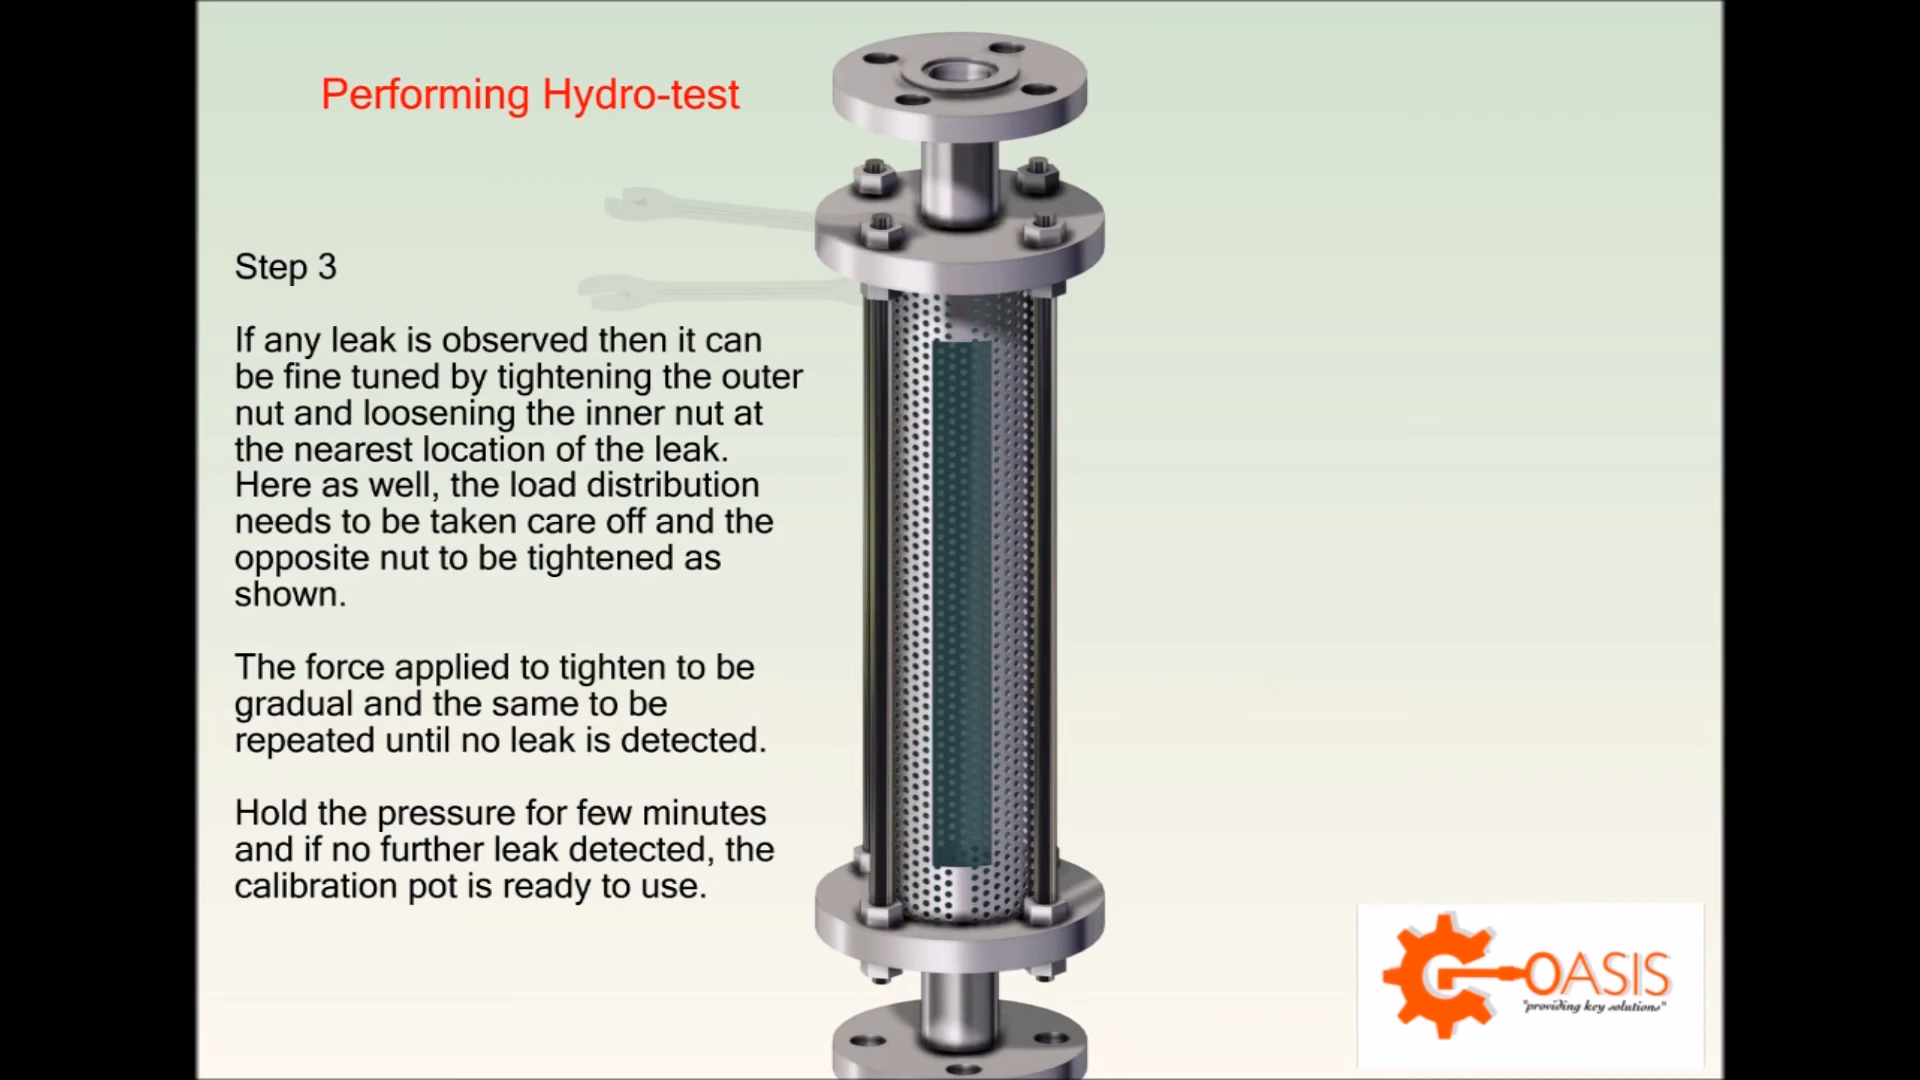 Performing Hydro-test
Step 3
If any leak is observed then it can
be fine tuned by tightening the outer
nut and loosening the inner nut at
the nearest location of the leak.
Here as well, the load distribution
needs to be taken care off and the
opposite nut to be tightened as
shown.
The force applied to tighten to be
gradual and the same to be
repeated until no leak is detected.
Hold the pressure for few minutes
and if no further leak detected, the
calibration pot is ready to use.
OASIS
"providing key solutions"